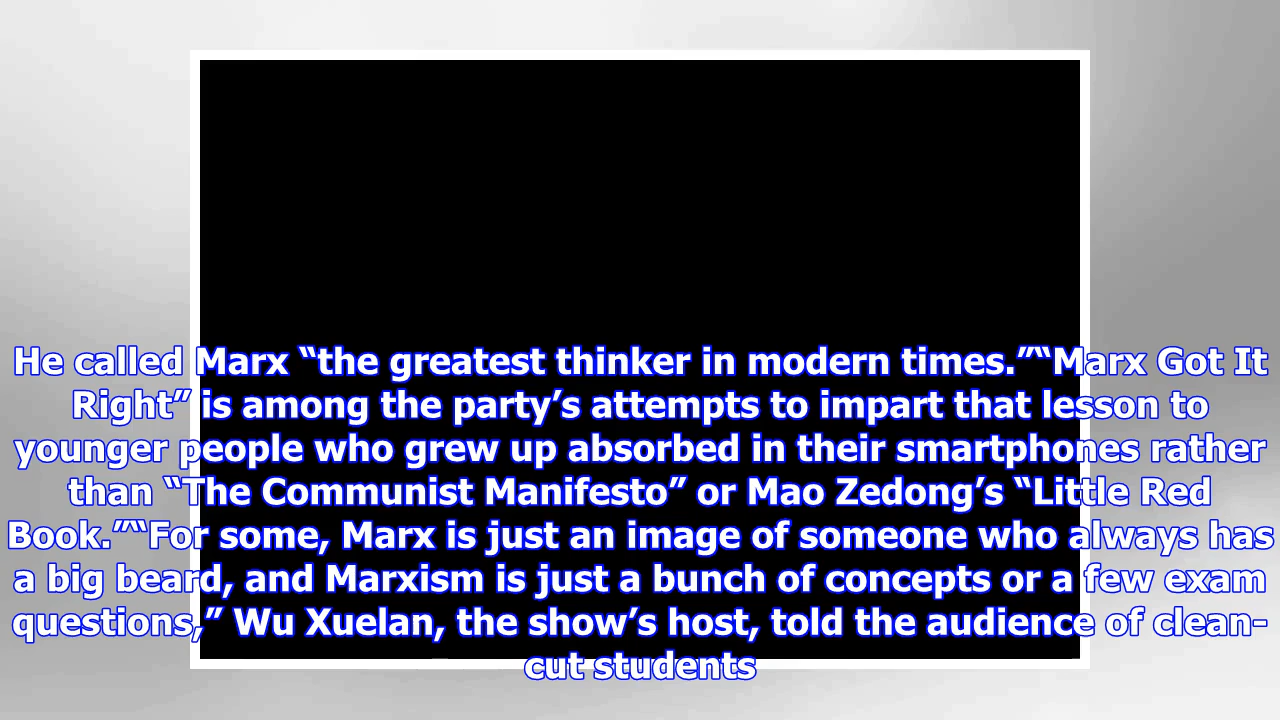 He called Marx “the greatest thinker in modern times.”“Marx Got It
Right” is among the party’s attempts to impart that lesson to
younger people who grew up absorbed in their smartphones rather
than “The Communist Manifesto” or Mao Zedong’s “Little Red
Book.”“For some, Marx is just an image of someone who always has
a big beard, and Marxism is just a bunch of concepts or a few exam
questions,” Wu Xuelan, the show’s host, told the audience of clean-
cut students